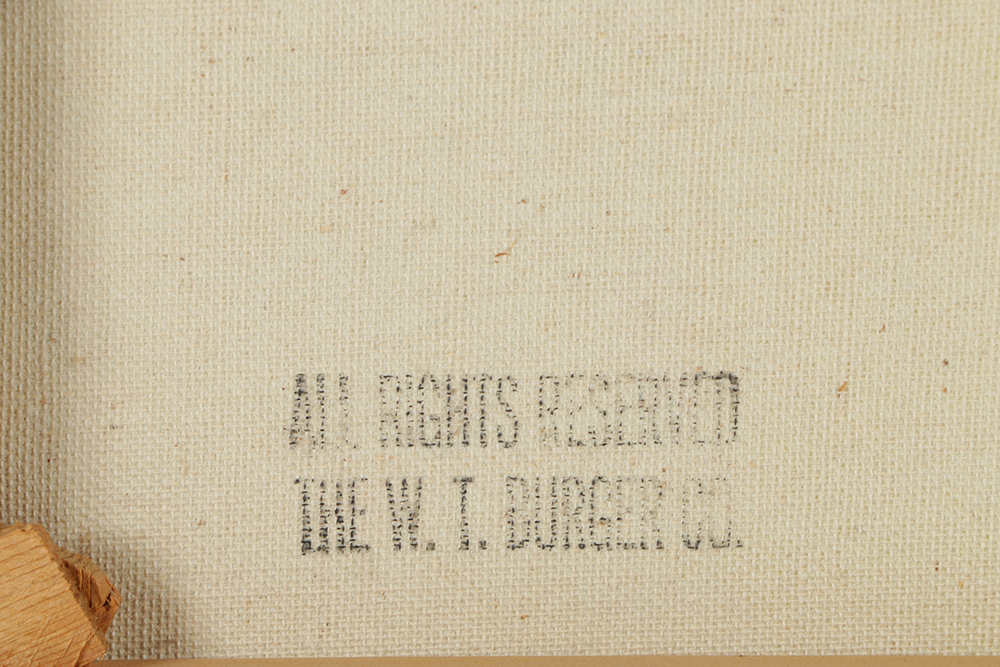 ALL RIGHTS RESERVED
THE W. T. BURGER CO.